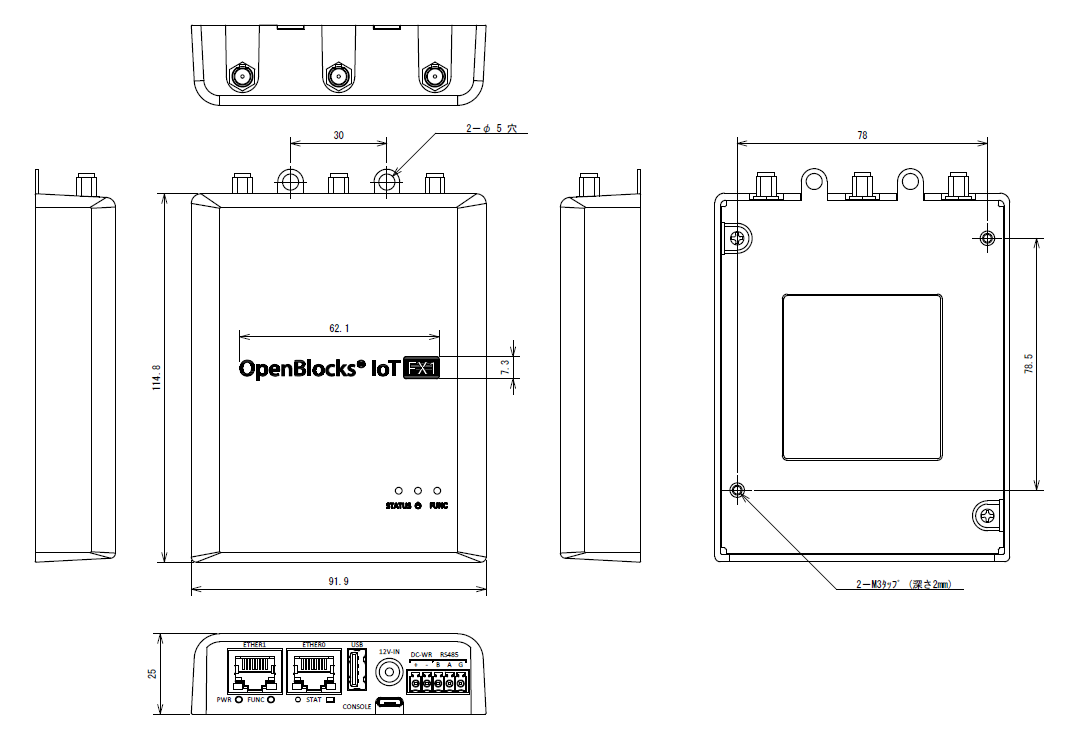 30
2－φ 5 穴
78
62.1
OpenBlocks® IoT FX1
7.3
114.8
78.5
STATUS FUNC
91.9
2－M3ﾀｯﾌﾟ (深さ2mm)
25
ETHER1 ETHER0 USB 12V-IN DC-WR RS485
+ - B A G
PWR FUNC STAT CONSOLE